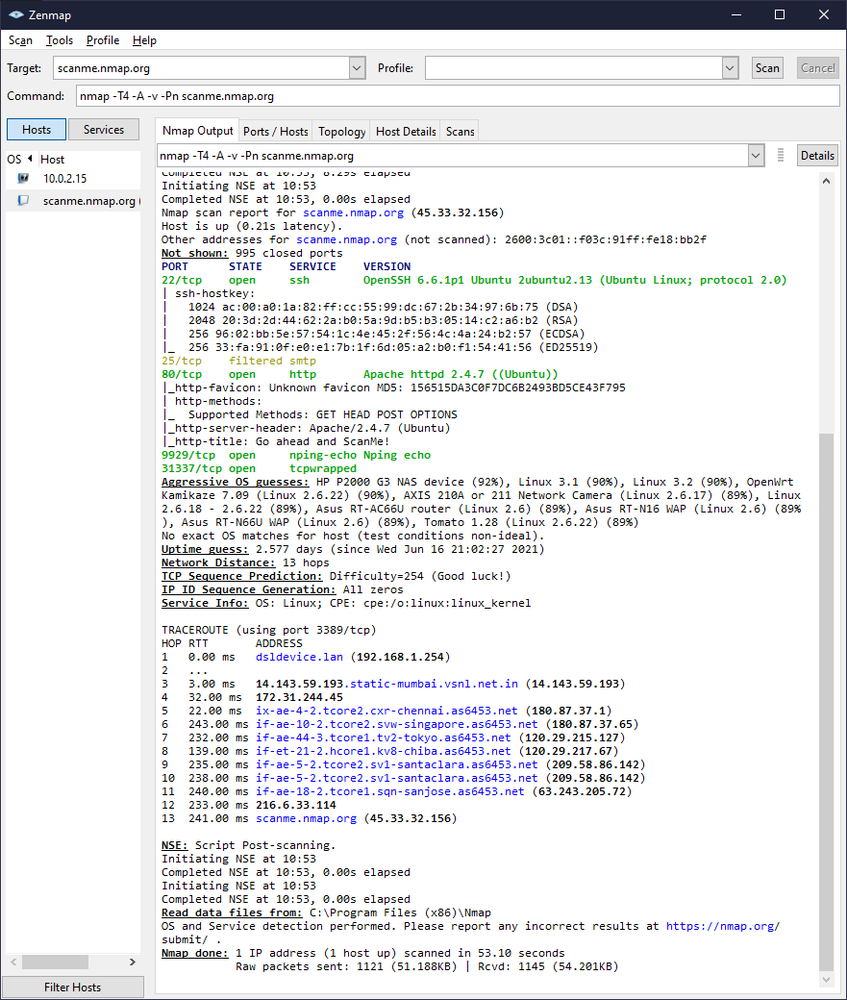 Zenmap
Scan Tools Profile Help
Target: scanme.nmap.org Profile: Scan Cancel
Command: nmap -T4 -A -v -Pn scanme.nmap.org
Hosts Services
OS Host
10.0.2.15
scanme.nmap.org (
Filter Hosts
Nmap Output Ports / Hosts Topology Host Details Scans
nmap -T4 -A -v -Pn scanme.nmap.org Details
Completed NSE at 10:53, 8.29s elapsed
Initiating NSE at 10:53
Completed NSE at 10:53, 0.00s elapsed
Nmap scan report for scanme.nmap.org (45.33.32.156)
Host is up (0.21s latency).
Other addresses for scanme.nmap.org (not scanned): 2600:3c01::f03c:91ff:fe18:bb2f
Not shown: 995 closed ports
PORT STATE SERVICE VERSION
22/tcp open ssh OpenSSH 6.6.1p1 Ubuntu 2ubuntu2.13 (Ubuntu Linux; protocol 2.0)
| ssh-hostkey:
| 1024 ac:00:a0:1a:82:ff:cc:55:99:dc:67:2b:34:97:6b:75 (DSA)
| 2048 20:3d:2d:44:62:2a:b0:5a:9d:b5:b3:05:14:c2:a6:b2 (RSA)
| 256 96:02:bb:5e:57:54:1c:4e:45:2f:56:4c:4a:24:b2:57 (ECDSA)
|_ 256 33:fa:91:0f:e0:e1:7b:1f:6d:05:a2:b0:f1:54:41:56 (ED25519)
25/tcp filtered smtp
80/tcp open http Apache httpd 2.4.7 ((Ubuntu))
|_http-favicon: Unknown favicon MD5: 156515DA3C0F7DC6B2493BD5CE43F795
| http-methods:
|_ Supported Methods: GET HEAD POST OPTIONS
|_http-server-header: Apache/2.4.7 (Ubuntu)
|_http-title: Go ahead and ScanMe!
9929/tcp open nping-echo Nping echo
31337/tcp open tcpwrapped
Aggressive OS guesses: HP P2000 G3 NAS device (92%), Linux 3.1 (90%), Linux 3.2 (90%), OpenWrt
Kamikaze 7.09 (Linux 2.6.22) (90%), AXIS 210A or 211 Network Camera (Linux 2.6.17) (89%), Linux
2.6.18 - 2.6.22 (89%), Asus RT-AC66U router (Linux 2.6) (89%), Asus RT-N16 WAP (Linux 2.6) (89%
), Asus RT-N66U WAP (Linux 2.6) (89%), Tomato 1.28 (Linux 2.6.22) (89%)
No exact OS matches for host (test conditions non-ideal).
Uptime guess: 2.577 days (since Wed Jun 16 21:02:27 2021)
Network Distance: 13 hops
TCP Sequence Prediction: Difficulty=254 (Good luck!)
IP ID Sequence Generation: All zeros
Service Info: OS: Linux; CPE: cpe:/o:linux:linux_kernel
TRACEROUTE (using port 3389/tcp)
HOP RTT ADDRESS
1 0.00 ms dsldevice.lan (192.168.1.254)
2 ...
3 3.00 ms 14.143.59.193.static-mumbai.vsnl.net.in (14.143.59.193)
4 32.00 ms 172.31.244.45
5 22.00 ms ix-ae-4-2.tcore2.cxr-chennai.as6453.net (180.87.37.1)
6 243.00 ms if-ae-10-2.tcore2.svw-singapore.as6453.net (180.87.37.65)
7 232.00 ms if-ae-44-3.tcore1.tv2-tokyo.as6453.net (120.29.215.127)
8 139.00 ms if-et-21-2.hcore1.kv8-chiba.as6453.net (120.29.217.67)
9 235.00 ms if-ae-5-2.tcore2.sv1-santaclara.as6453.net (209.58.86.142)
10 238.00 ms if-ae-5-2.tcore2.sv1-santaclara.as6453.net (209.58.86.142)
11 240.00 ms if-ae-18-2.tcore1.sqn-sanjose.as6453.net (63.243.205.72)
12 233.00 ms 216.6.33.114
13 241.00 ms scanme.nmap.org (45.33.32.156)
NSE: Script Post-scanning.
Initiating NSE at 10:53
Completed NSE at 10:53, 0.00s elapsed
Initiating NSE at 10:53
Completed NSE at 10:53, 0.00s elapsed
Read data files from: C:\Program Files (x86)\Nmap
OS and Service detection performed. Please report any incorrect results at https://nmap.org/
submit/ .
Nmap done: 1 IP address (1 host up) scanned in 53.10 seconds
Raw packets sent: 1121 (51.188KB) | Rcvd: 1145 (54.201KB)